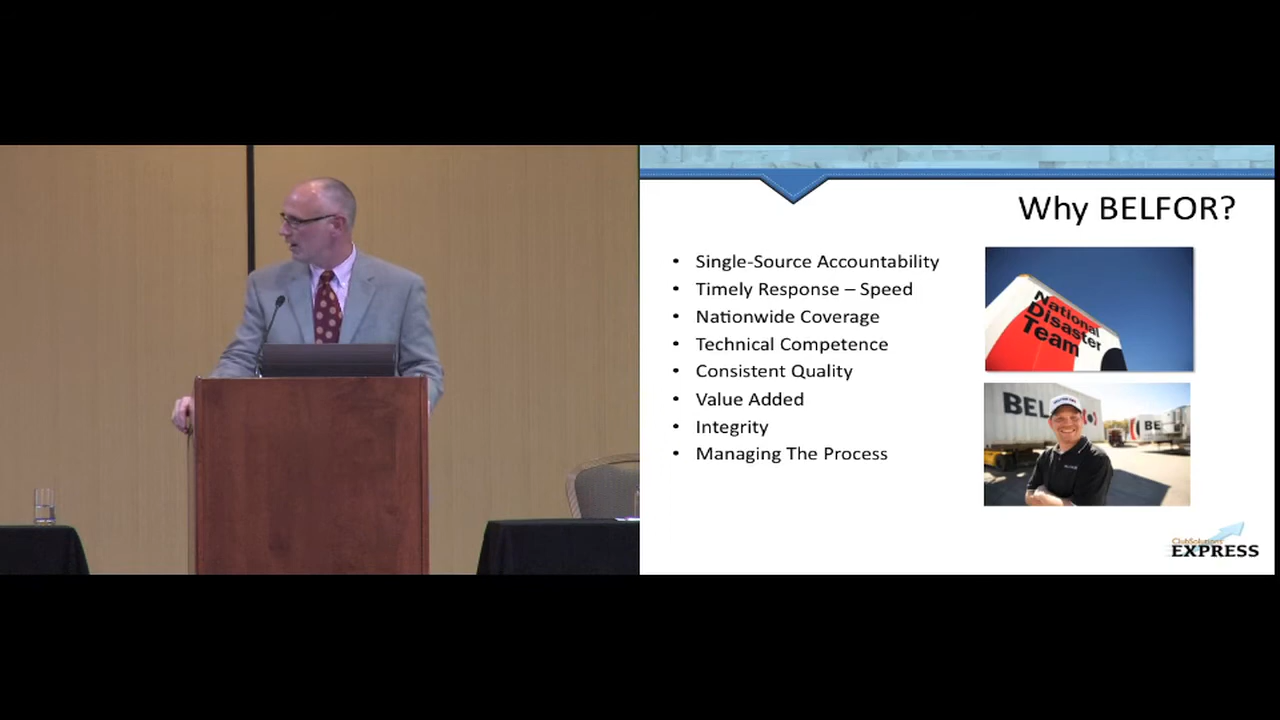 Why BELFOR?
• Single-Source Accountability
• Timely Response – Speed
• Nationwide Coverage
• Technical Competence
• Consistent Quality
• Value Added
• Integrity
• Managing The Process
National
Disaster
Team
BEL
BE
ClubSolutions
EXPRESS